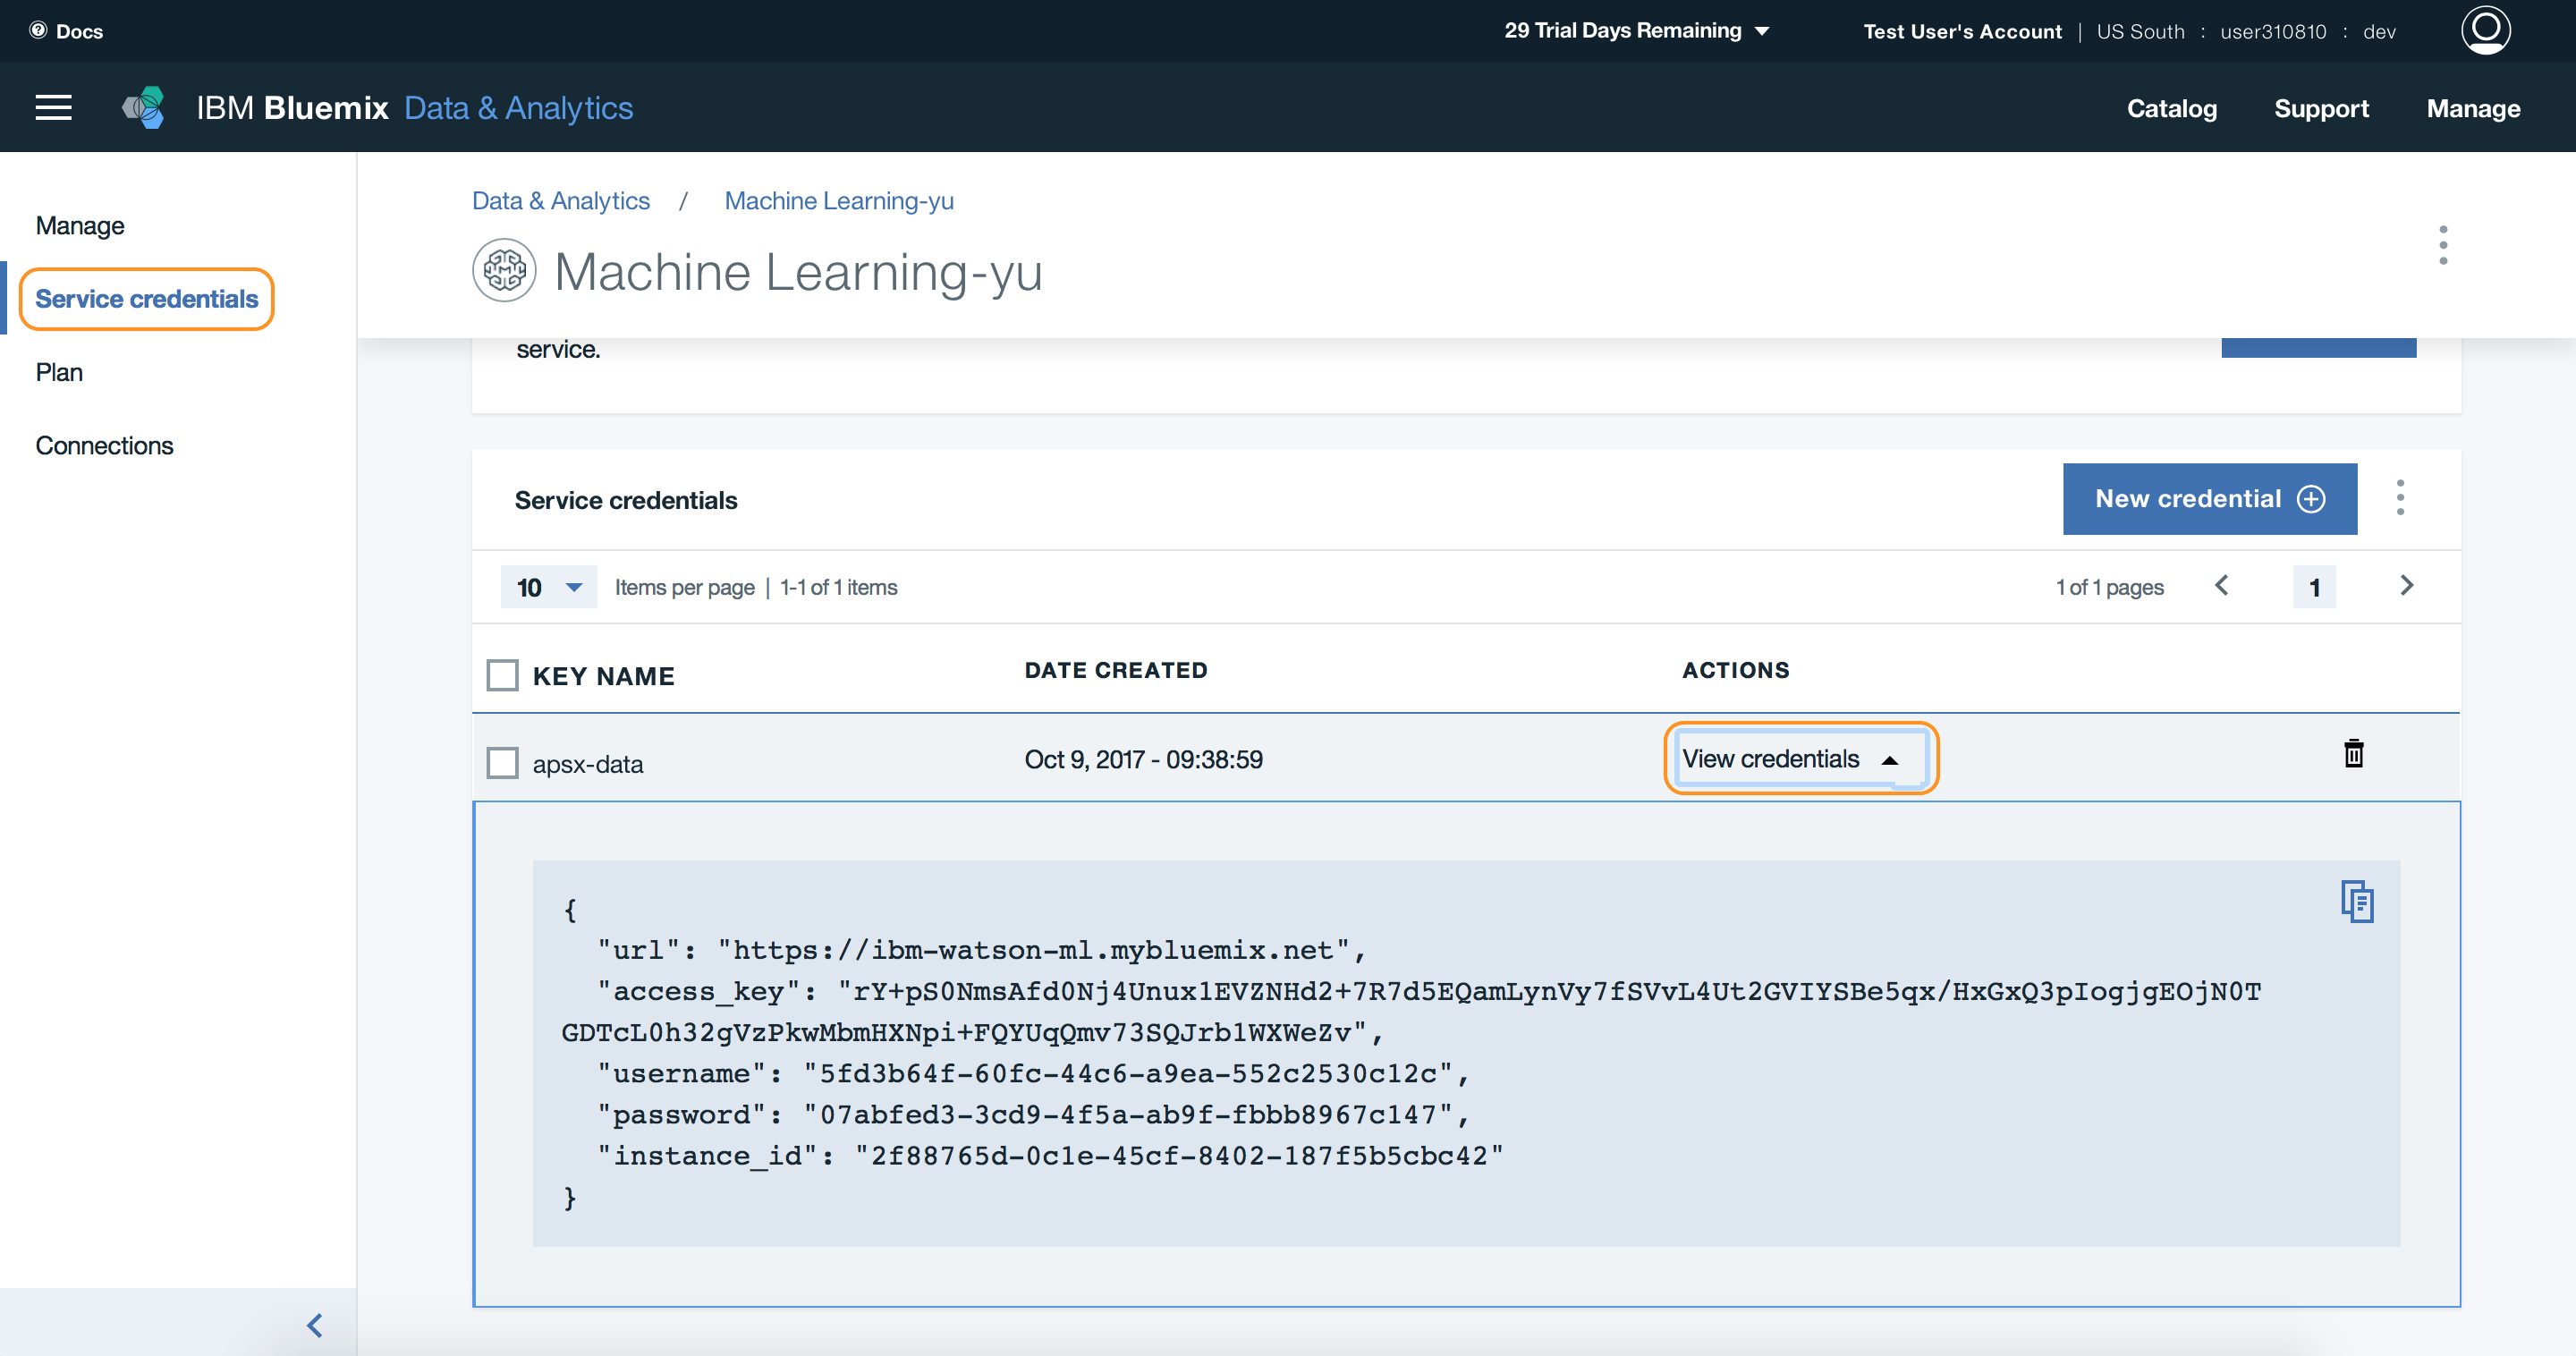 Docs
29 Trial Days Remaining
Test User's Account | US South : user310810 : dev
IBM Bluemix Data & Analytics
Catalog Support Manage
Manage
Service credentials
Plan
Connections
Data & Analytics / Machine Learning-yu
Machine Learning-yu
service.
Service credentials
New credential
10 Items per page | 1-1 of 1 items
1 of 1 pages 1
KEY NAME DATE CREATED ACTIONS
apsx-data Oct 9, 2017 - 09:38:59 View credentials
{
"url": "https://ibm-watson-ml.mybluemix.net",
"access_key": "rY+pS0NmsAfd0Nj4Unux1EVZNHd2+7R7d5EQamLynVy7fSVvL4Ut2GVIYSBe5qx/HxGxQ3pIogjgEOjN0T
GDTcL0h32gVzPkwMbmHXNpi+FQYUqQmv73SQJrb1WXWeZv",
"username": "5fd3b64f-60fc-44c6-a9ea-552c2530c12c",
"password": "07abfed3-3cd9-4f5a-ab9f-fbbb8967c147",
"instance_id": "2f88765d-0c1e-45cf-8402-187f5b5cbc42"
}